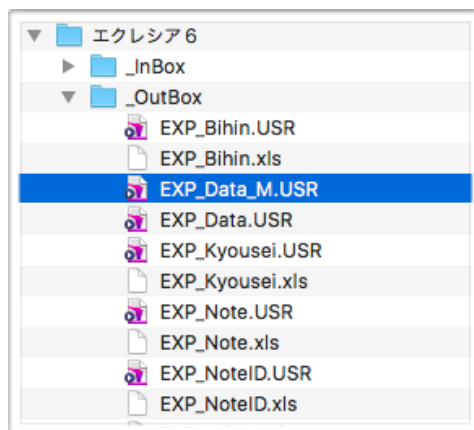 エクレシア6
_InBox
_OutBox
EXP_Bihin.USR
EXP_Bihin.xls
EXP_Data_M.USR
EXP_Data.USR
EXP_Kyousei.USR
EXP_Kyousei.xls
EXP_Note.USR
EXP_Note.xls
EXP_NoteID.USR
EXP_NoteID.xls